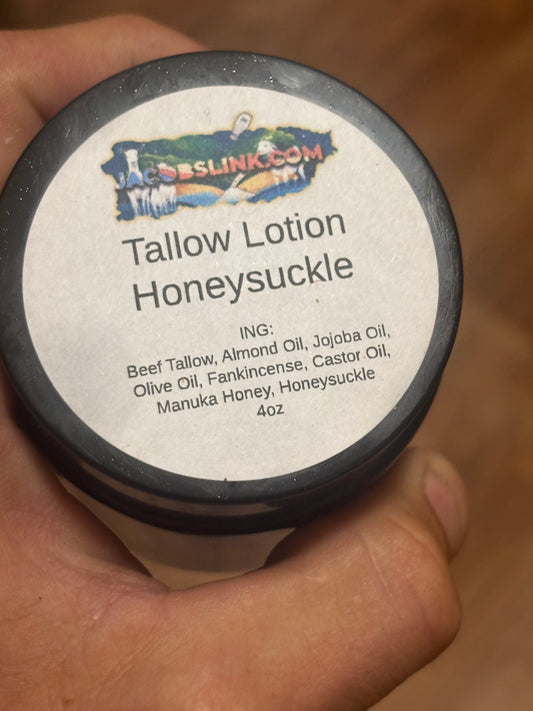 JACOBSLINK.COM
Tallow Lotion
Honeysuckle
ING:
Beef Tallow, Almond Oil, Jojoba Oil,
Olive Oil, Fankincense, Castor Oil,
Manuka Honey, Honeysuckle
4oz